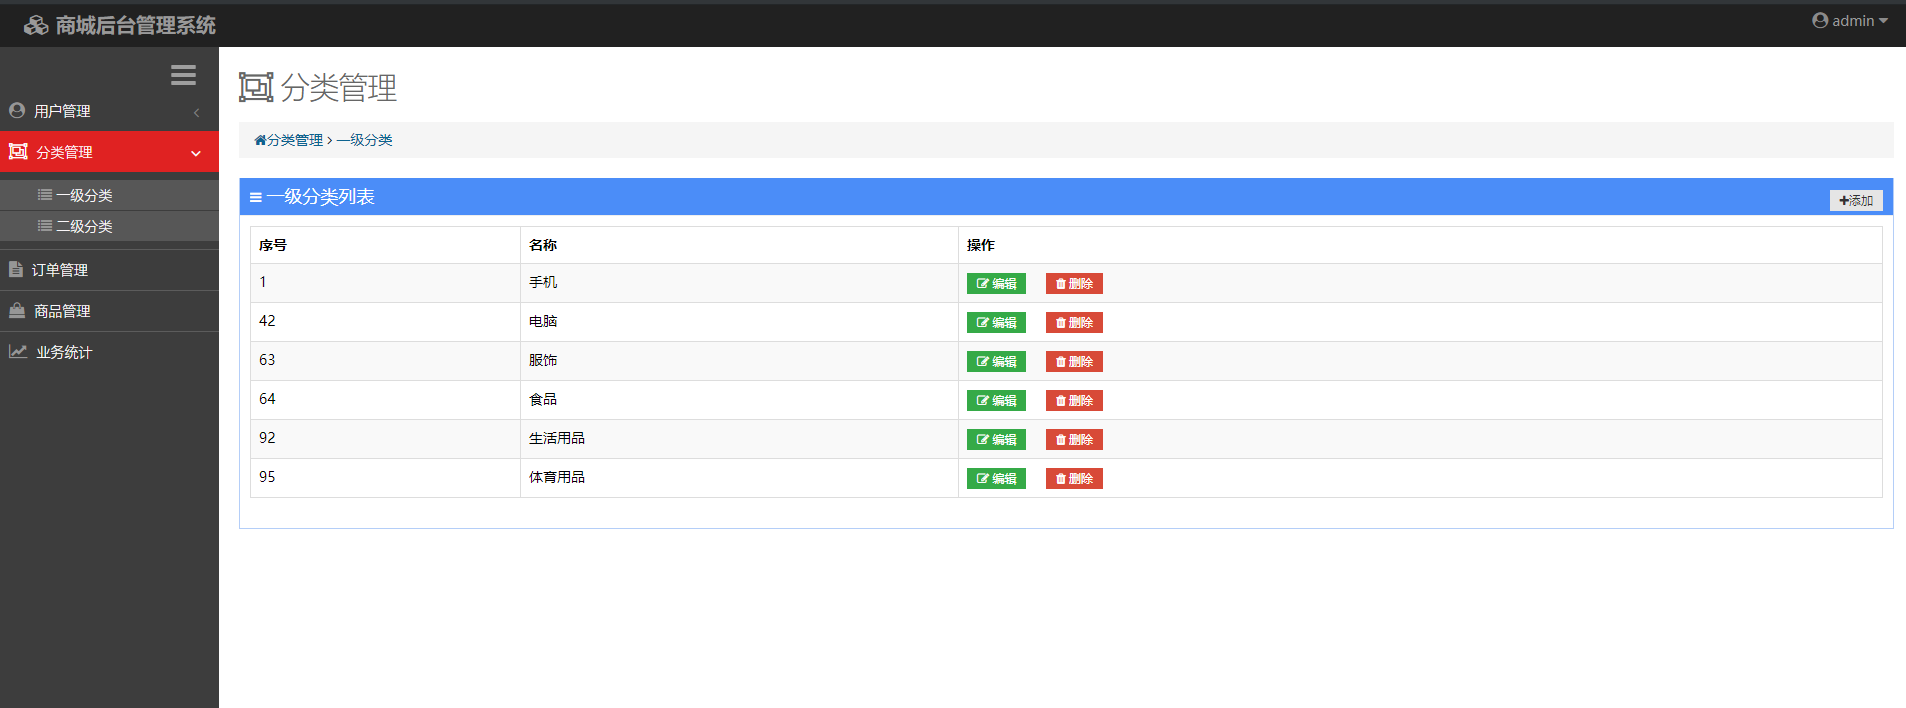 商城后台管理系统
admin
用户管理
分类管理
一级分类
二级分类
订单管理
商品管理
业务统计
分类管理
分类管理 > 一级分类
一级分类列表
添加
序号 名称 操作
1 手机 编辑 删除
42 电脑 编辑 删除
63 服饰 编辑 删除
64 食品 编辑 删除
92 生活用品 编辑 删除
95 体育用品 编辑 删除